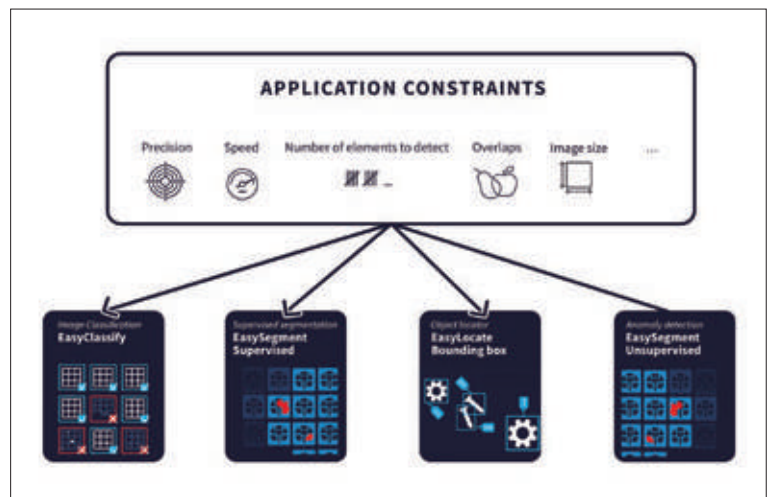 APPLICATION CONSTRAINTS
Precision Speed Number of elements to detect Overlaps Image size ...
Image Classification
EasyClassify
Supervised segmentation
EasySegment
Supervised
Object locator
EasyLocate
Bounding box
Anomaly detection
EasySegment
Unsupervised